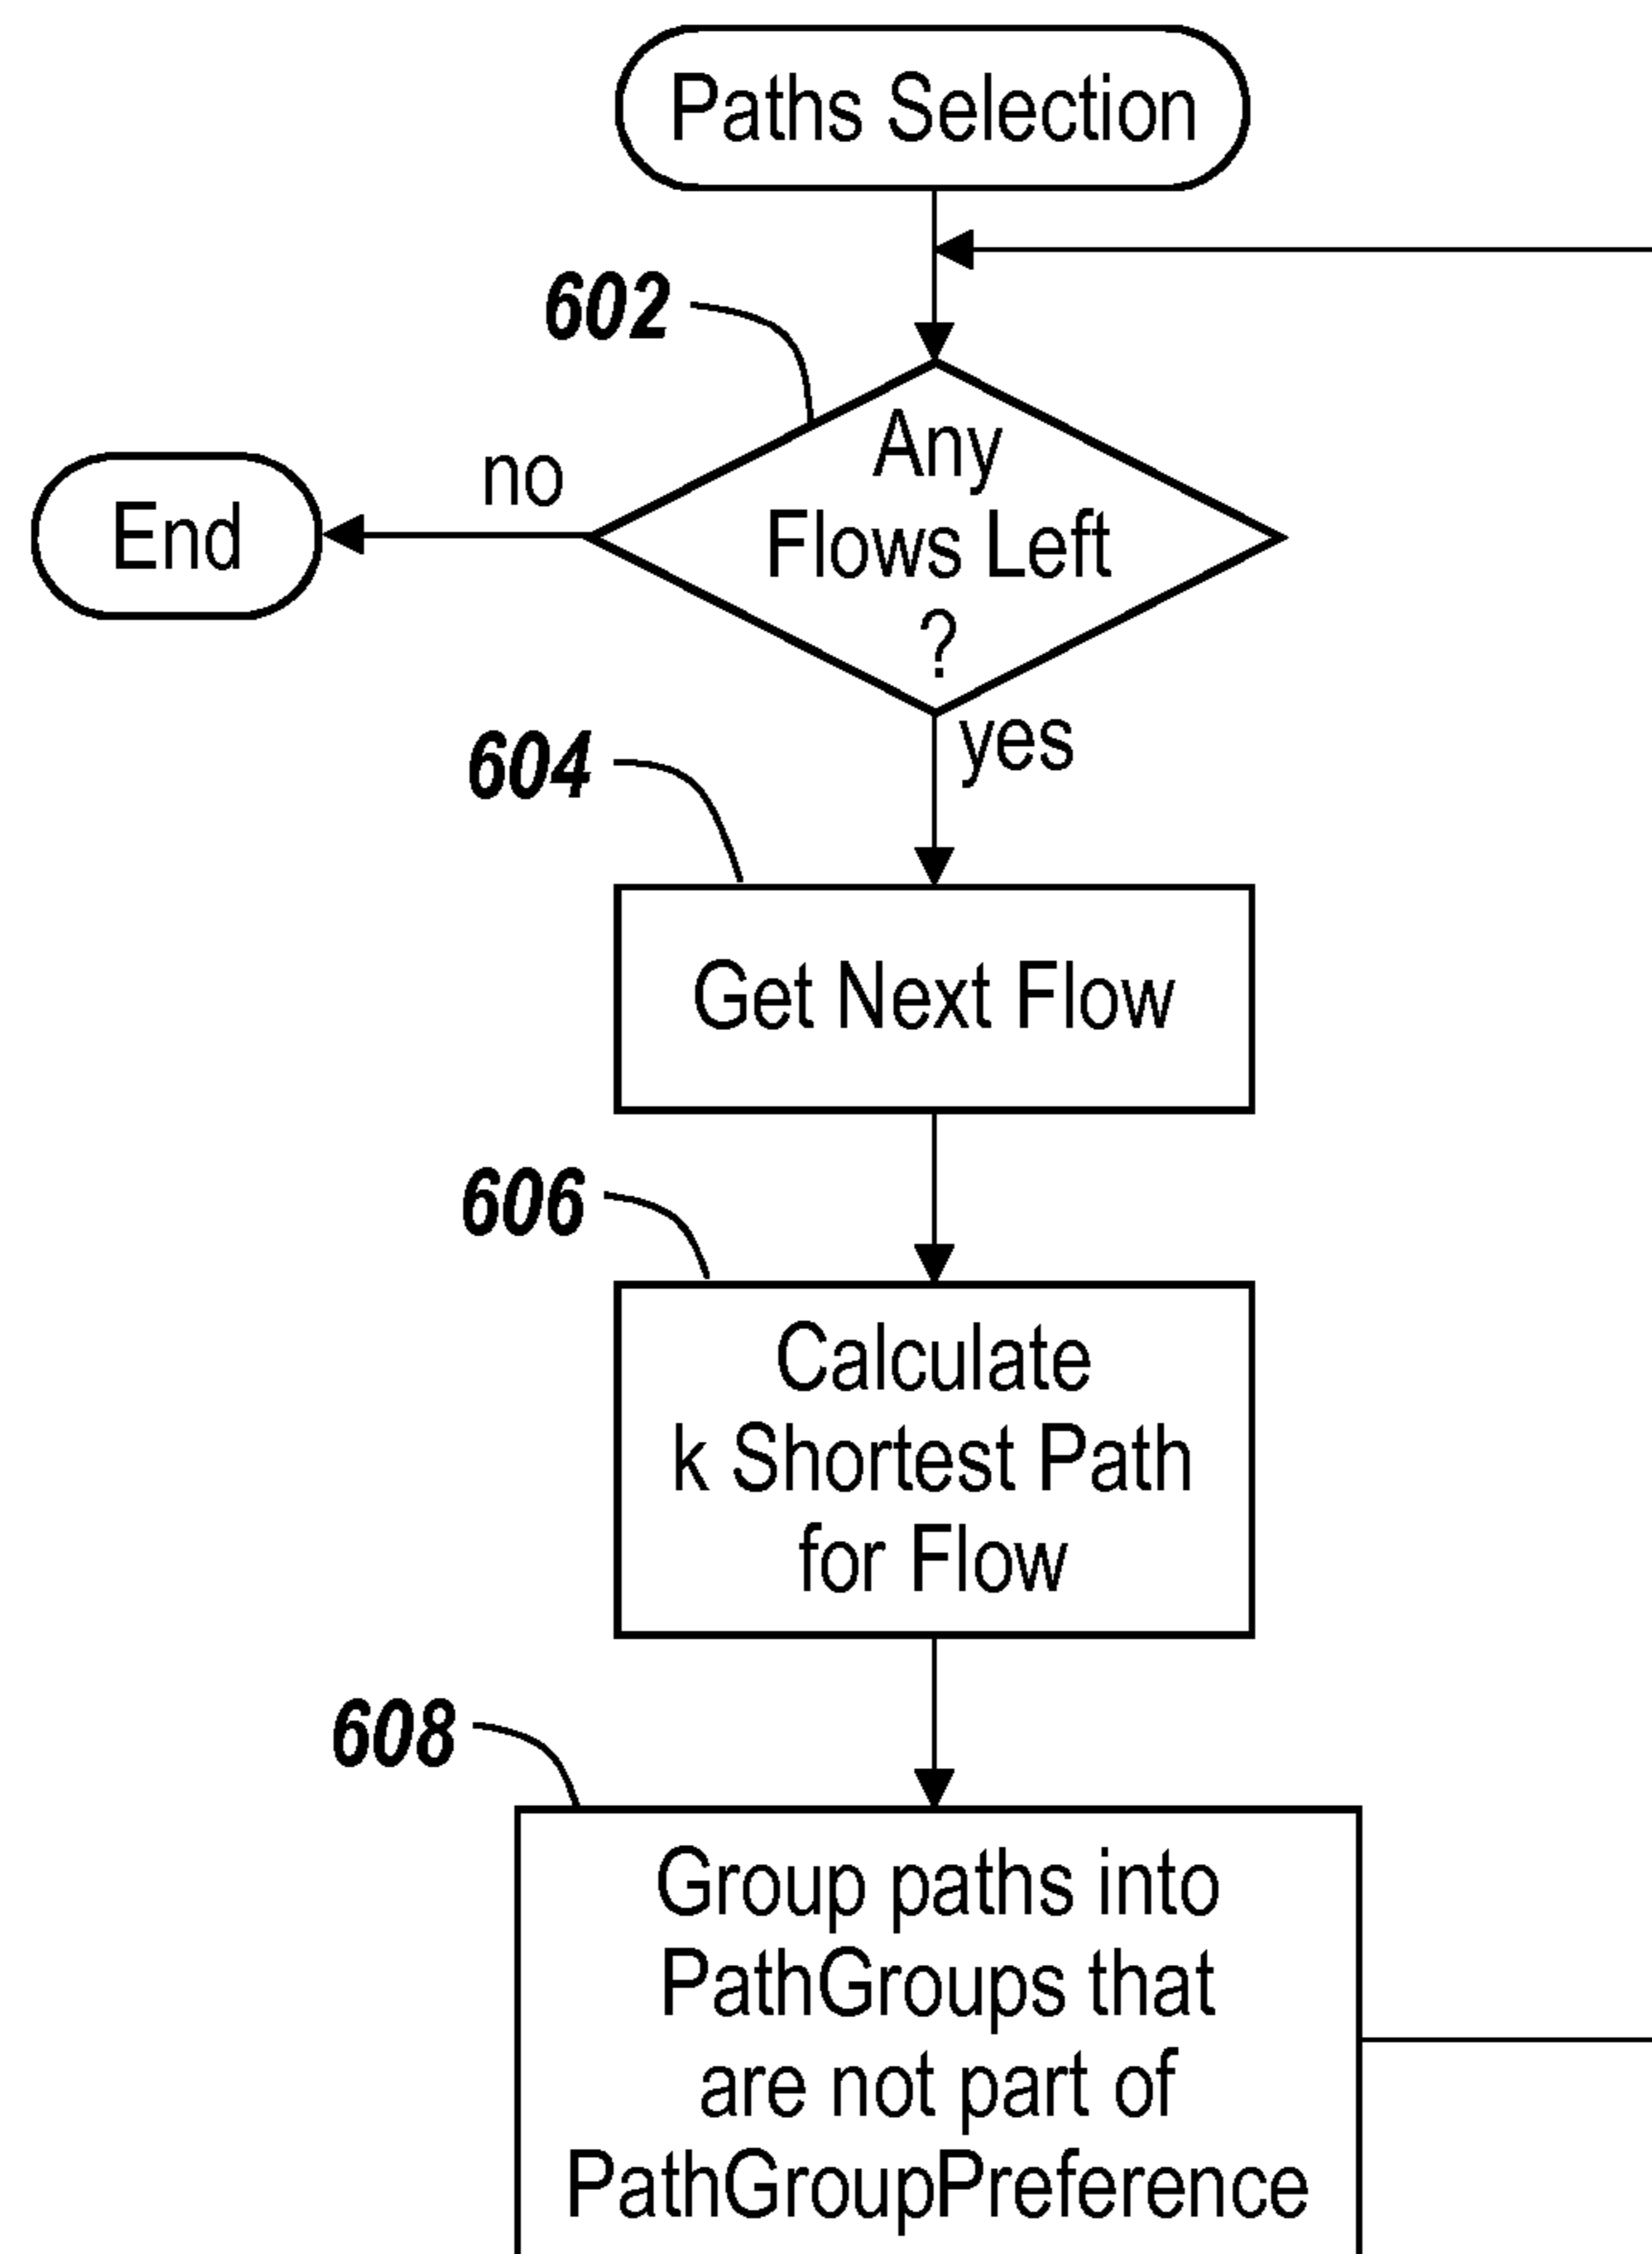 Paths Selection
602
Any
Flows Left
?
no
End
yes
604
Get Next Flow
606
Calculate
k Shortest Path
for Flow
608
Group paths into
PathGroups that
are not part of
PathGroupPreference